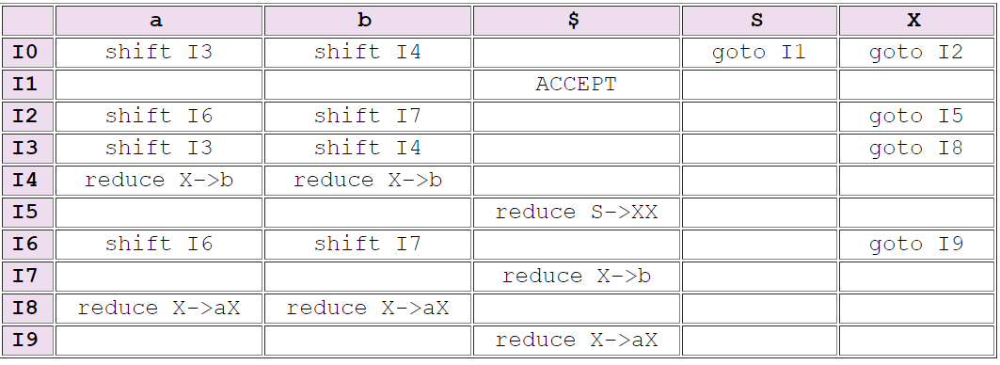 a b $ S X
I0 shift I3 shift I4 goto I1 goto I2
I1 ACCEPT
I2 shift I6 shift I7 goto I5
I3 shift I3 shift I4 goto I8
I4 reduce X->b reduce X->b
I5 reduce S->XX
I6 shift I6 shift I7 goto I9
I7 reduce X->b
I8 reduce X->aX reduce X->aX
I9 reduce X->aX